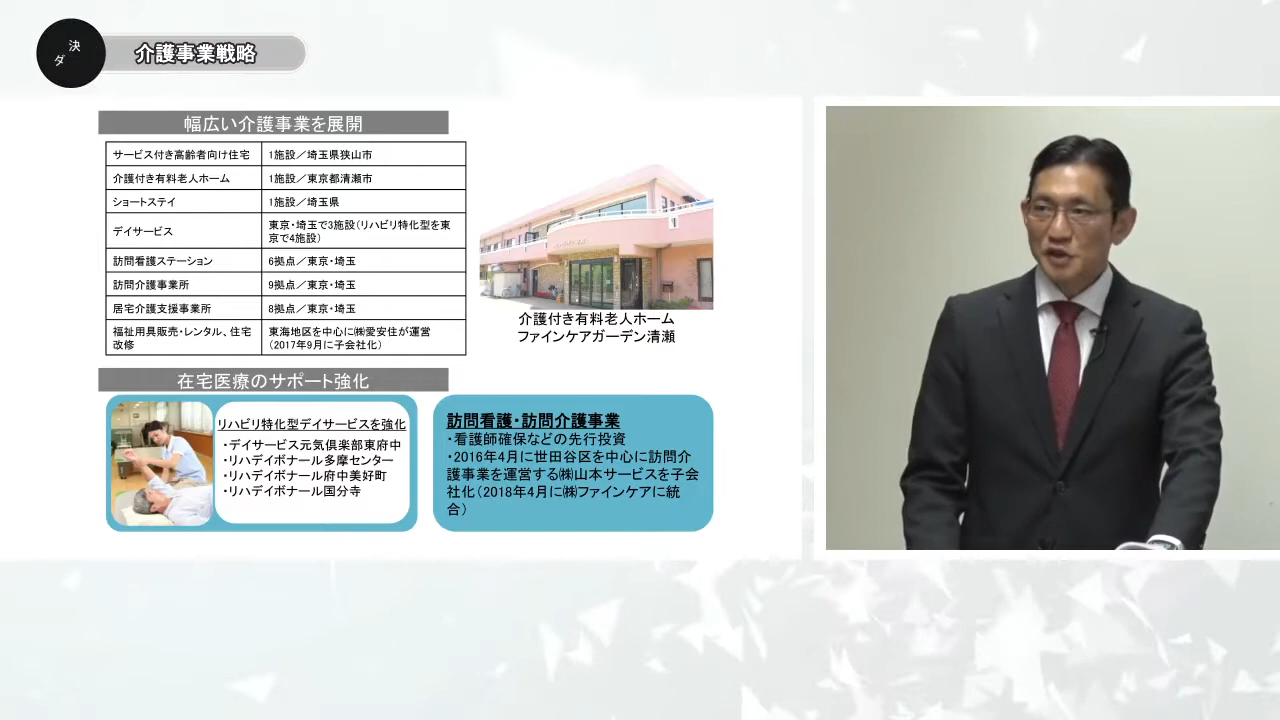 決
ダ
介護事業戦略
幅広い介護事業を展開
サービス付き高齢者向け住宅 1施設／埼玉県狭山市
介護付き有料老人ホーム 1施設／東京都清瀬市
ショートステイ 1施設／埼玉県
デイサービス 東京・埼玉で3施設（リハビリ特化型を東
京で4施設）
訪問看護ステーション 6拠点／東京・埼玉
訪問介護事業所 9拠点／東京・埼玉
居宅介護支援事業所 8拠点／東京・埼玉
福祉用具販売・レンタル、住宅
改修
東海地区を中心に㈱愛安住が運営
（2017年9月に子会社化）
介護付き有料老人ホーム
ファインケアガーデン清瀬
在宅医療のサポート強化
リハビリ特化型デイサービスを強化
・デイサービス元気倶楽部東府中
・リハデイボナール多摩センター
・リハデイボナール府中美好町
・リハデイボナール国分寺
訪問看護・訪問介護事業
・看護師確保などの先行投資
・2016年4月に世田谷区を中心に訪問介
護事業を運営する㈱山本サービスを子会
社化（2018年4月に㈱ファインケアに統
合）